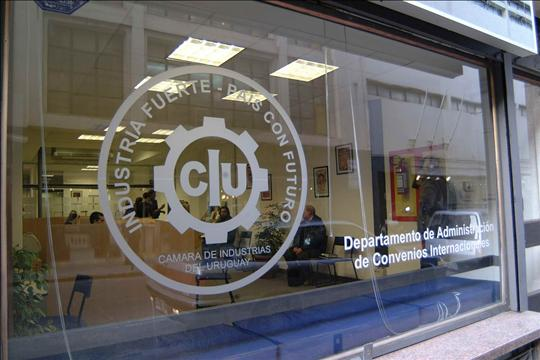 INDUSTRIA FUERTE - PAIS CON FUTURO
CIU
CAMARA DE INDUSTRIAS
DEL URUGUAY
Departamento de Administración
de Convenios Internacionales